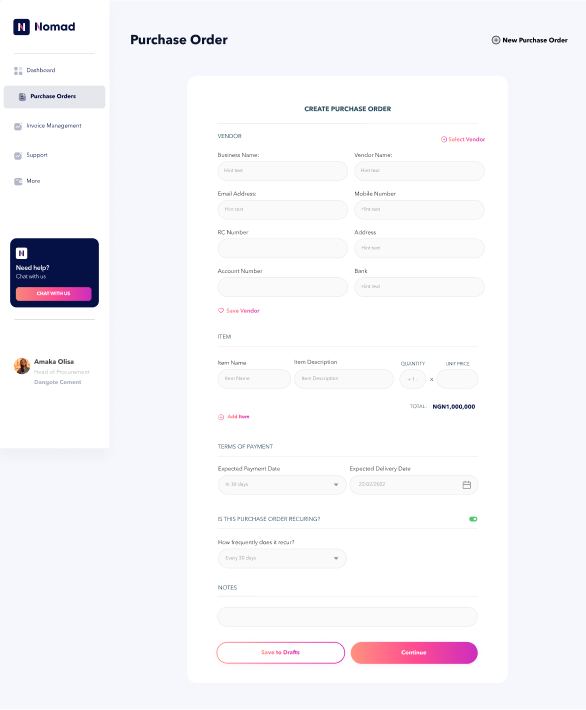 Nomad
Purchase Order
New Purchase Order
Dashboard
Purchase Orders
Invoice Management
Support
More
Need help?
Chat with us
CHAT WITH US
Amaka Olisa
Head of Procurement
Dangote Cement
CREATE PURCHASE ORDER
VENDOR
Select Vendor
Business Name:
Vendor Name:
Hint text
Hint text
Email Address:
Mobile Number
Hint text
Hint text
RC Number
Address
Hint text
Account Number
Bank
Hint text
Save Vendor
ITEM
Item Name
Item Description
QUANTITY
UNIT PRICE
Item Name
Item Description
x
TOTAL:
NGN1,000,000
Add Item
TERMS OF PAYMENT
Expected Payment Date
Expected Delivery Date
In 30 days
22/02/2022
IS THIS PURCHASE ORDER RECURING?
How frequently does it recur?
Every 30 days
NOTES
Save to Drafts
Continue